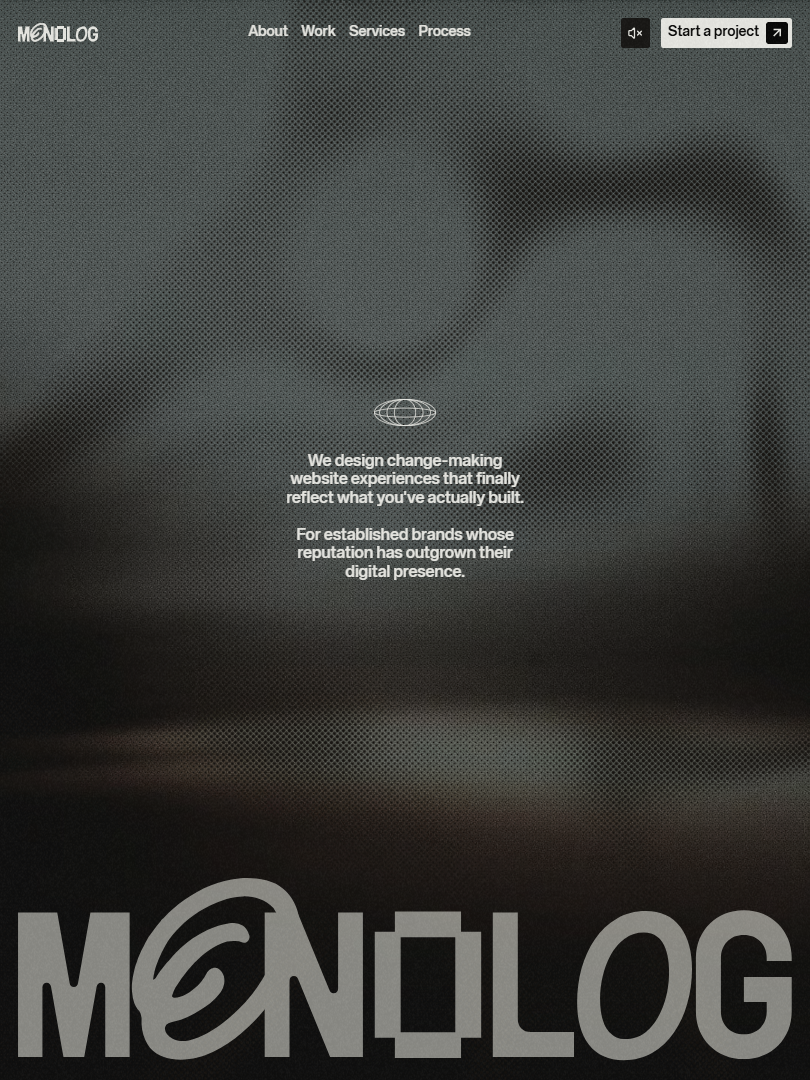 MONOLOG
About Work Services Process
Start a project
We design change-making
website experiences that finally
reflect what you've actually built.
For established brands whose
reputation has outgrown their
digital presence.
MONOLOG